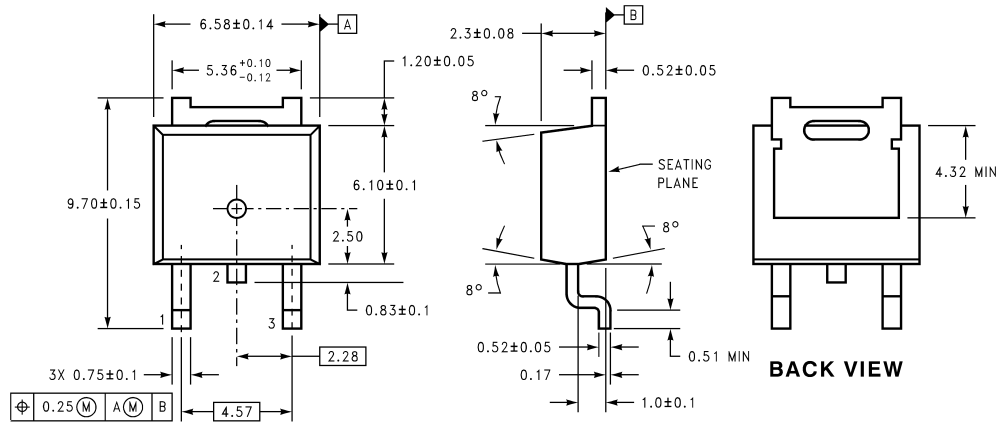 6.58±0.14
A
5.36 +0.10 -0.12
1.20±0.05
9.70±0.15
6.10±0.1
2.50
2
0.83±0.1
1
3
2.28
3X 0.75±0.1
⌖ 0.25 Ⓜ A Ⓜ B
4.57
B
2.3±0.08
0.52±0.05
8°
SEATING
PLANE
8°
8°
0.52±0.05
0.51 MIN
0.17
1.0±0.1
4.32 MIN
BACK VIEW